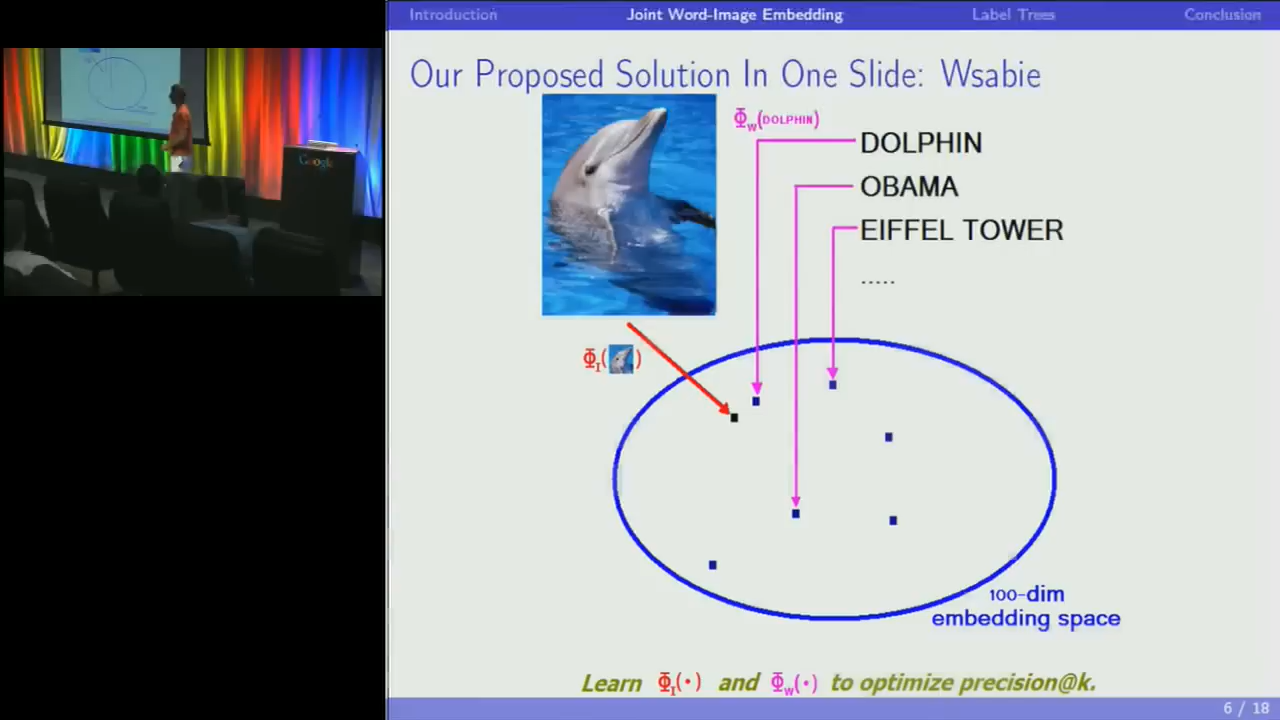 Introduction Joint Word-Image Embedding Label Trees Conclusion
Our Proposed Solution In One Slide: Wsabie
Φw(DOLPHIN)
DOLPHIN
OBAMA
EIFFEL TOWER
.....
Google
ΦI( )
100-dim
embedding space
Learn ΦI(·) and Φw(·) to optimize precision@k.
6 / 18